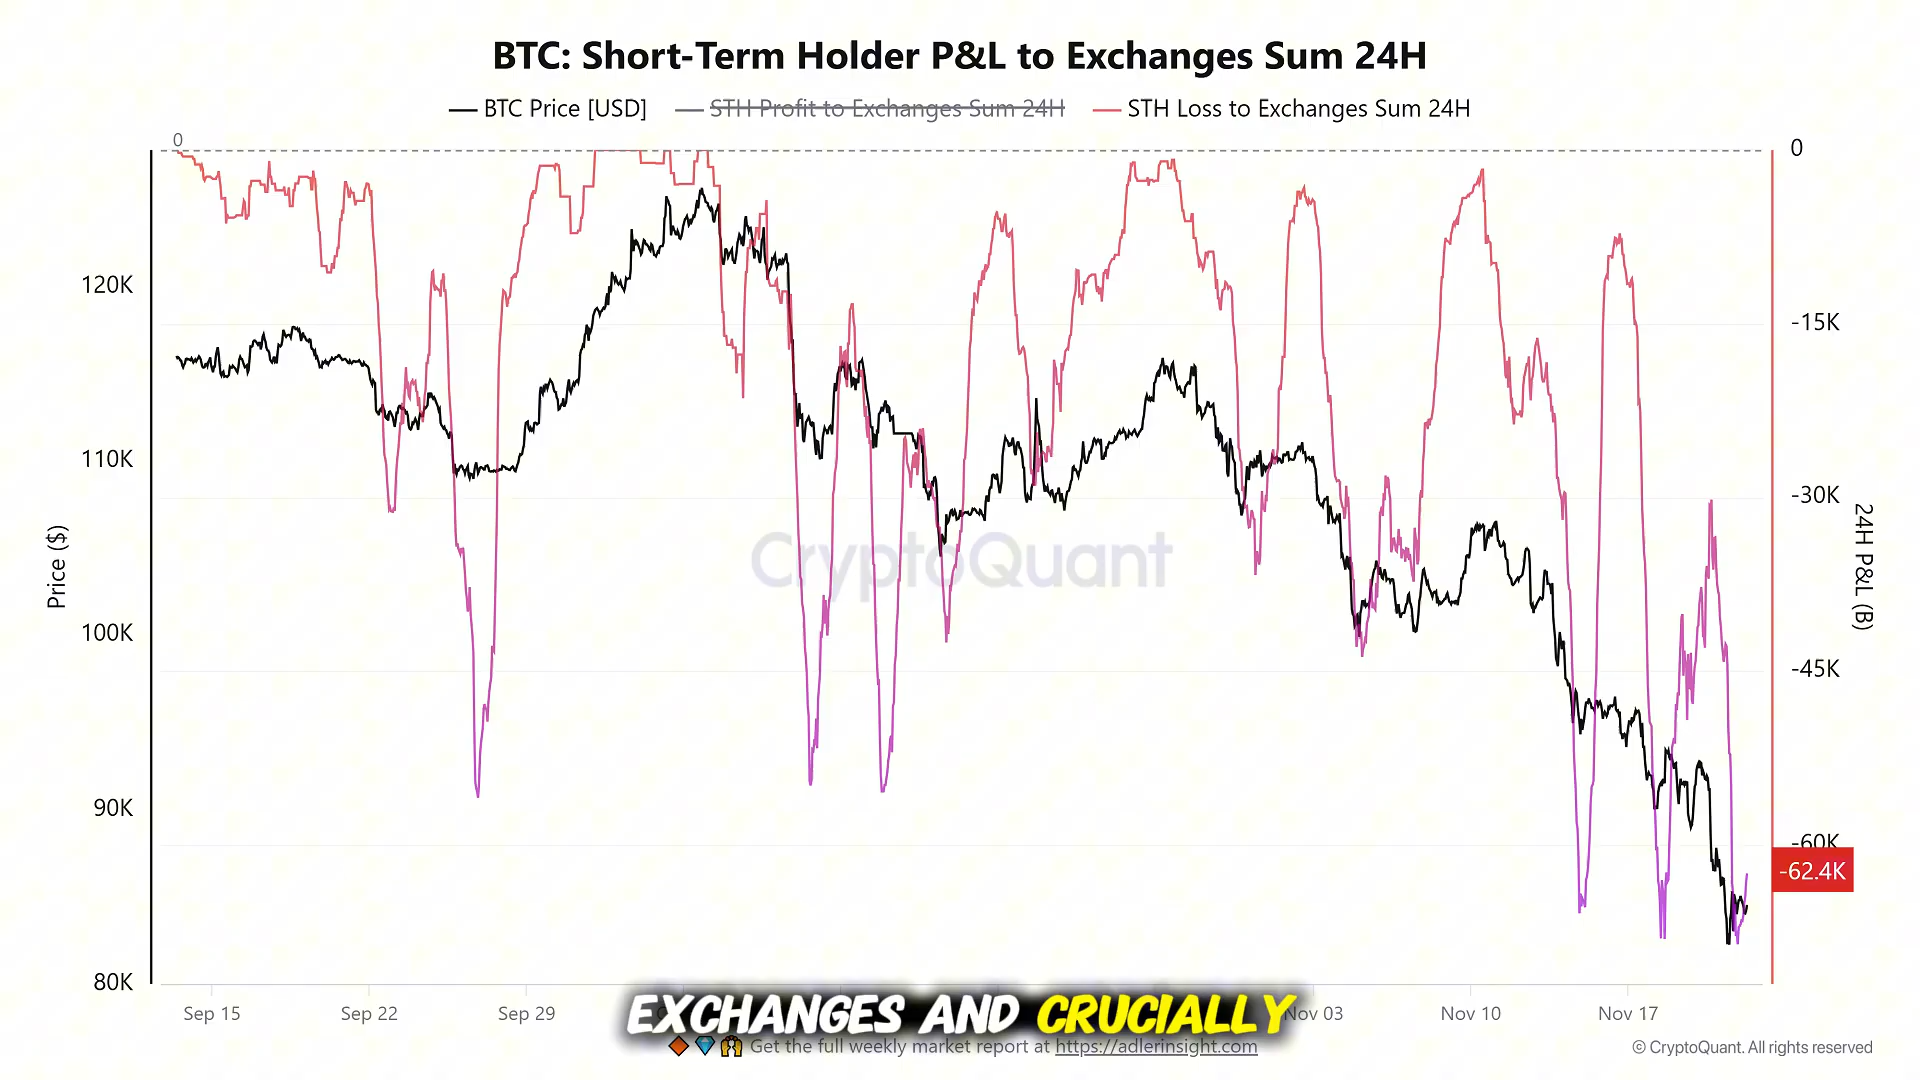 BTC: Short-Term Holder P&L to Exchanges Sum 24H
BTC Price [USD] STH Profit to Exchanges Sum 24H STH Loss to Exchanges Sum 24H
0
0
120K
-15K
110K
-30K
Price ($)
24H P&L (B)
CryptoQuant
100K
-45K
90K
-60K
-62.4K
80K
EXCHANGES AND CRUCIALLY
Sep 15 Sep 22 Sep 29 Nov 03 Nov 10 Nov 17
Get the full weekly market report at https://adlerinsight.com
© CryptoQuant. All rights reserved